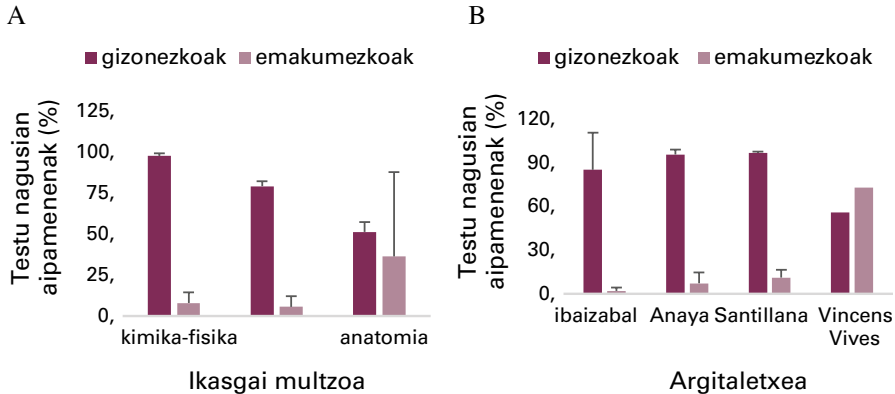 A
gizonezkoak emakumezkoak
Testu nagusian
aipamenenak (%)
125,
100,
75,
50,
25,
0,
kimika-fisika anatomia
Ikasgai multzoa
B
gizonezkoak emakumezkoak
Testu nagusian
aipamenenak (%)
120,
90,
60,
30,
0,
ibaizabal Anaya Santillana Vincens
Vives
Argitaletxea